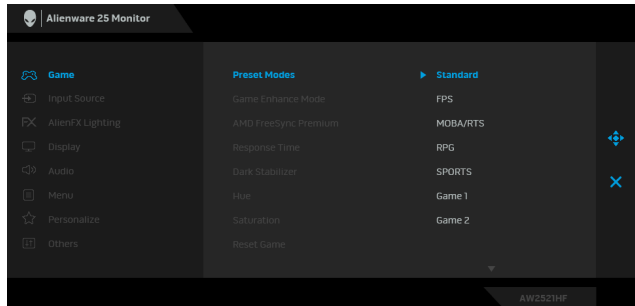 Alienware 25 Monitor
Game
Preset Modes
Standard
Input Source
Game Enhance Mode
FPS
FX
AlienFX Lighting
AMD FreeSync Premium
MOBA/RTS
Display
Response Time
RPG
Audio
Dark Stabilizer
SPORTS
Menu
Hue
Game 1
Personalize
Saturation
Game 2
Others
Reset Game
AW2521HF